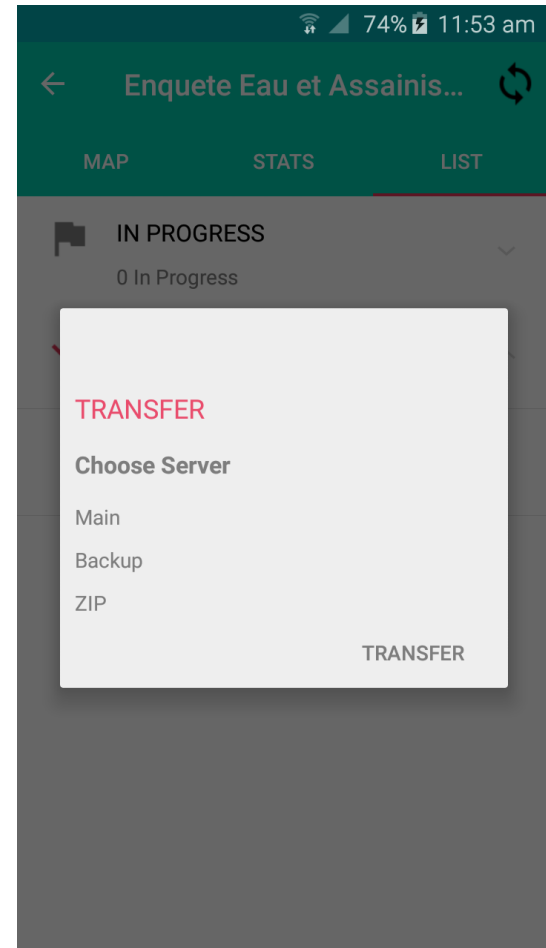 74% 11:53 am
Enquete Eau et Assainis...
MAP STATS LIST
IN PROGRESS
0 In Progress
TRANSFER
Choose Server
Main
Backup
ZIP
TRANSFER